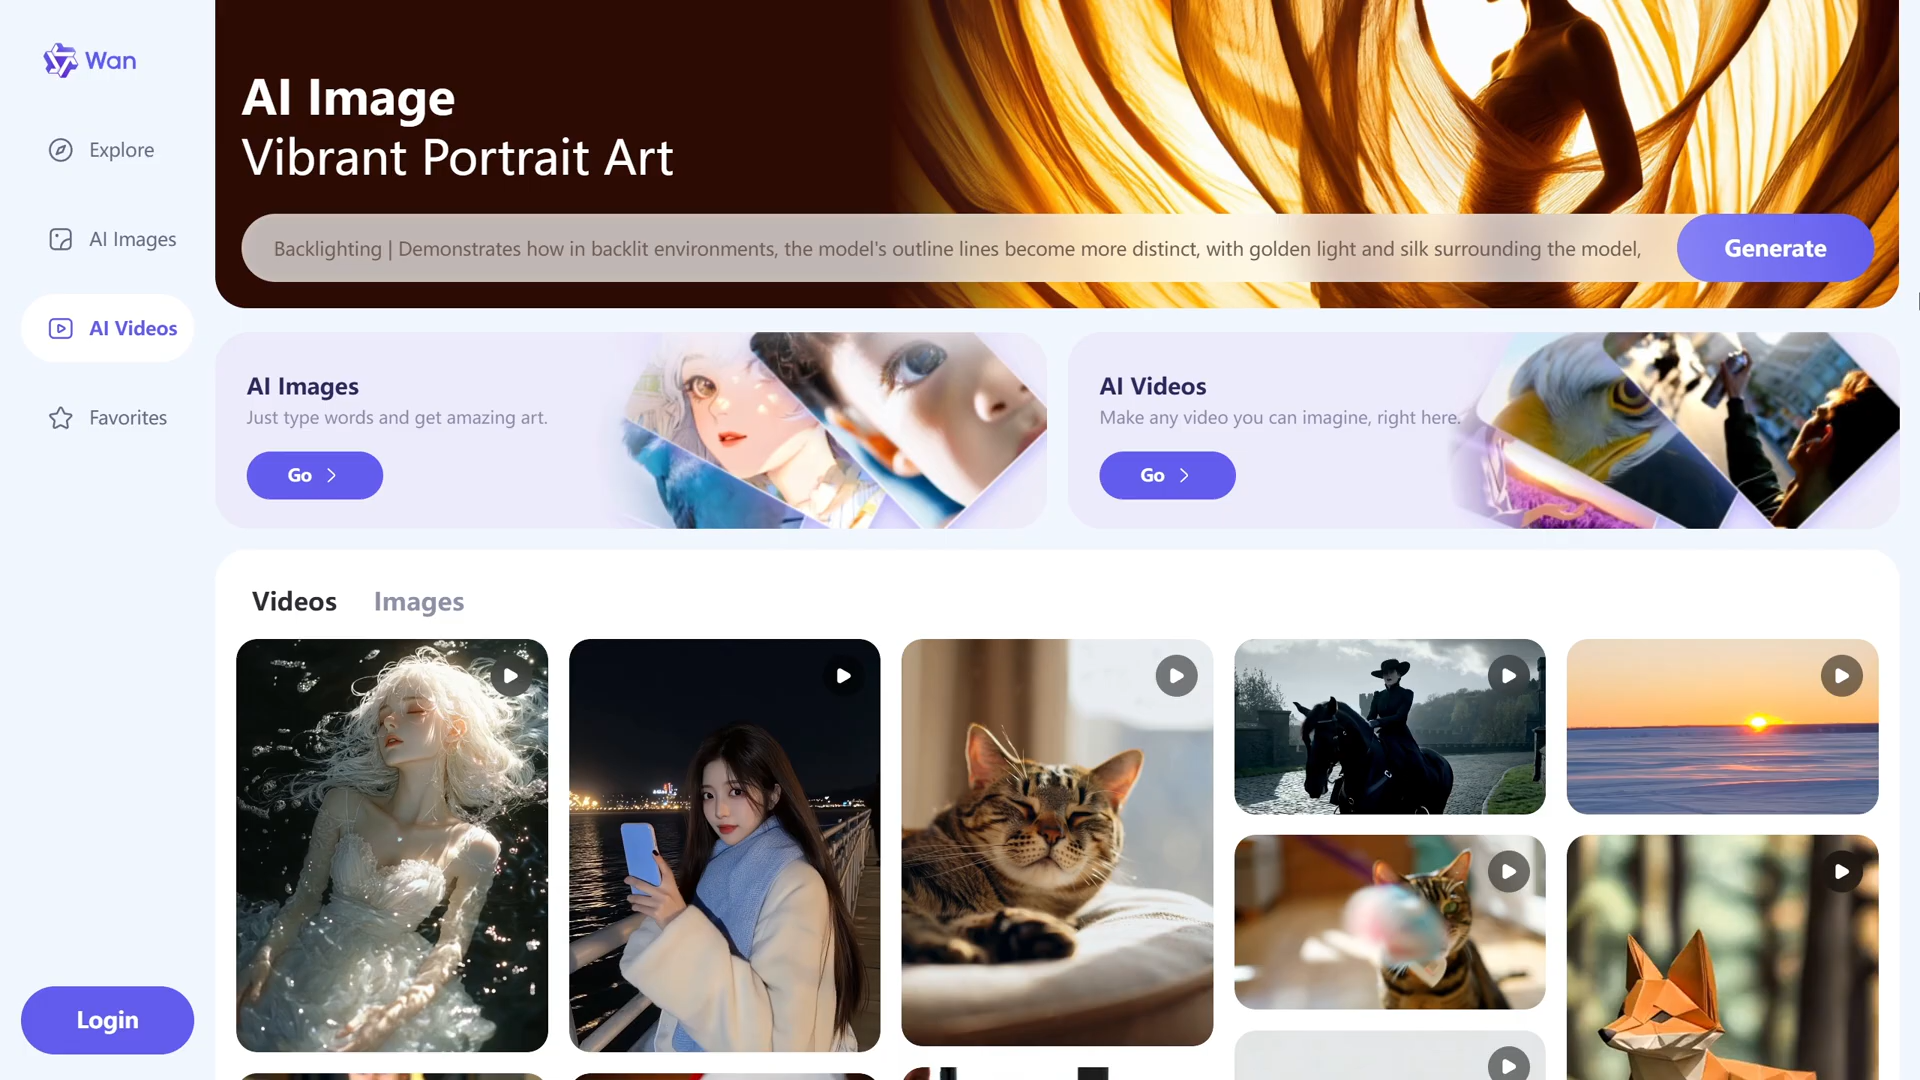 Wan
Explore
AI Images
AI Videos
Favorites
Login
AI Image
Vibrant Portrait Art
Backlighting | Demonstrates how in backlit environments, the model's outline lines become more distinct, with golden light and silk surrounding the model,
Generate
AI Images
Just type words and get amazing art.
Go
AI Videos
Make any video you can imagine, right here.
Go
Videos
Images